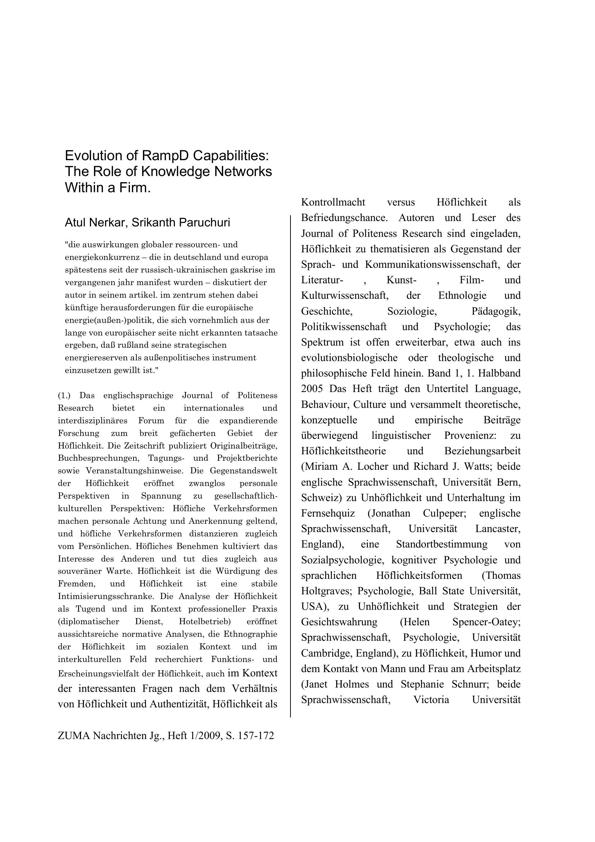 Evolution of RampD Capabilities:
The Role of Knowledge Networks
Within a Firm.
Atul Nerkar, Srikanth Paruchuri
"die auswirkungen globaler ressourcen- und
energiekonkurrenz – die in deutschland und europa
spätestens seit der russisch-ukrainischen gaskrise im
vergangenen jahr manifest wurden – diskutiert der
autor in seinem artikel. im zentrum stehen dabei
künftige herausforderungen für die europäische
energie(außen-)politik, die sich vornehmlich aus der
lange von europäischer seite nicht erkannten tatsache
ergeben, daß rußland seine strategischen
energiereserven als außenpolitisches instrument
einzusetzen gewillt ist."
(1.) Das englischsprachige Journal of Politeness
Research bietet ein internationales und
interdisziplinäres Forum für die expandierende
Forschung zum breit gefächerten Gebiet der
Höflichkeit. Die Zeitschrift publiziert Originalbeiträge,
Buchbesprechungen, Tagungs- und Projektberichte
sowie Veranstaltungshinweise. Die Gegenstandswelt
der Höflichkeit eröffnet zwanglos personale
Perspektiven in Spannung zu gesellschaftlich-
kulturellen Perspektiven: Höfliche Verkehrsformen
machen personale Achtung und Anerkennung geltend,
und höfliche Verkehrsformen distanzieren zugleich
vom Persönlichen. Höfliches Benehmen kultiviert das
Interesse des Anderen und tut dies zugleich aus
souveräner Warte. Höflichkeit ist die Würdigung des
Fremden, und Höflichkeit ist eine stabile
Intimisierungsschranke. Die Analyse der Höflichkeit
als Tugend und im Kontext professioneller Praxis
(diplomatischer Dienst, Hotelbetrieb) eröffnet
aussichtsreiche normative Analysen, die Ethnographie
der Höflichkeit im sozialen Kontext und im
interkulturellen Feld recherchiert Funktions- und
Erscheinungsvielfalt der Höflichkeit, auch im Kontext
der interessanten Fragen nach dem Verhältnis
von Höflichkeit und Authentizität, Höflichkeit als
Kontrollmacht versus Höflichkeit als
Befriedungschance. Autoren und Leser des
Journal of Politeness Research sind eingeladen,
Höflichkeit zu thematisieren als Gegenstand der
Sprach- und Kommunikationswissenschaft, der
Literatur- , Kunst- , Film- und
Kulturwissenschaft, der Ethnologie und
Geschichte, Soziologie, Pädagogik,
Politikwissenschaft und Psychologie; das
Spektrum ist offen erweiterbar, etwa auch ins
evolutionsbiologische oder theologische und
philosophische Feld hinein. Band 1, 1. Halbband
2005 Das Heft trägt den Untertitel Language,
Behaviour, Culture und versammelt theoretische,
konzeptuelle und empirische Beiträge
überwiegend linguistischer Provenienz: zu
Höflichkeitstheorie und Beziehungsarbeit
(Miriam A. Locher und Richard J. Watts; beide
englische Sprachwissenschaft, Universität Bern,
Schweiz) zu Unhöflichkeit und Unterhaltung im
Fernsehquiz (Jonathan Culpeper; englische
Sprachwissenschaft, Universität Lancaster,
England), eine Standortbestimmung von
Sozialpsychologie, kognitiver Psychologie und
sprachlichen Höflichkeitsformen (Thomas
Holtgraves; Psychologie, Ball State Universität,
USA), zu Unhöflichkeit und Strategien der
Gesichtswahrung (Helen Spencer-Oatey;
Sprachwissenschaft, Psychologie, Universität
Cambridge, England), zu Höflichkeit, Humor und
dem Kontakt von Mann und Frau am Arbeitsplatz
(Janet Holmes und Stephanie Schnurr; beide
Sprachwissenschaft, Victoria Universität
ZUMA Nachrichten Jg., Heft 1/2009, S. 157-172